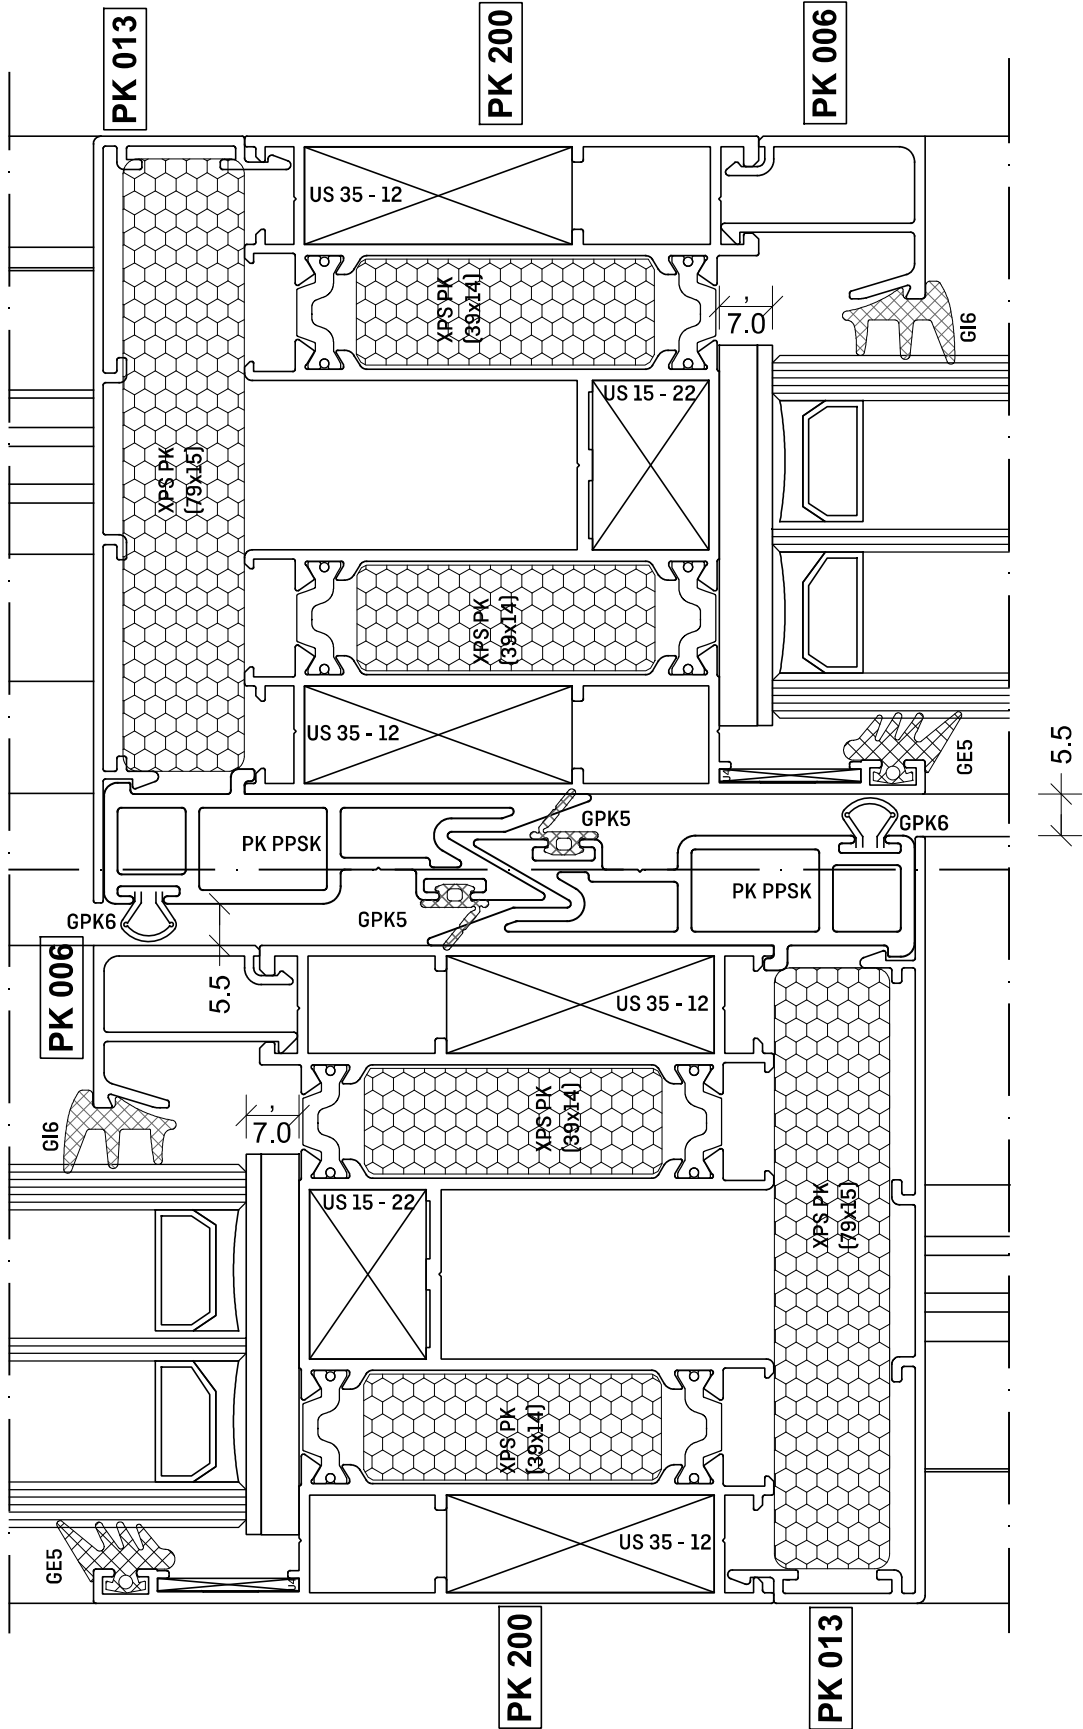 PK 013
PK 200
PK 006
US 35 - 12
XPS PK
(39x14)
,
7.0
GI6
US 15 - 22
XPS PK
(79x15)
XPS PK
(39x14)
US 35 - 12
GE5
J4
5.5
GPK5
GPK6
PK PPSK
PK PPSK
GPK6
GPK5
PK 006
5.5
US 35 - 12
XPS PK
(39x14)
,
7.0
GI6
US 15 - 22
XPS PK
(79x15)
XPS PK
(39x14)
US 35 - 12
GE5
J4
PK 200
PK 013